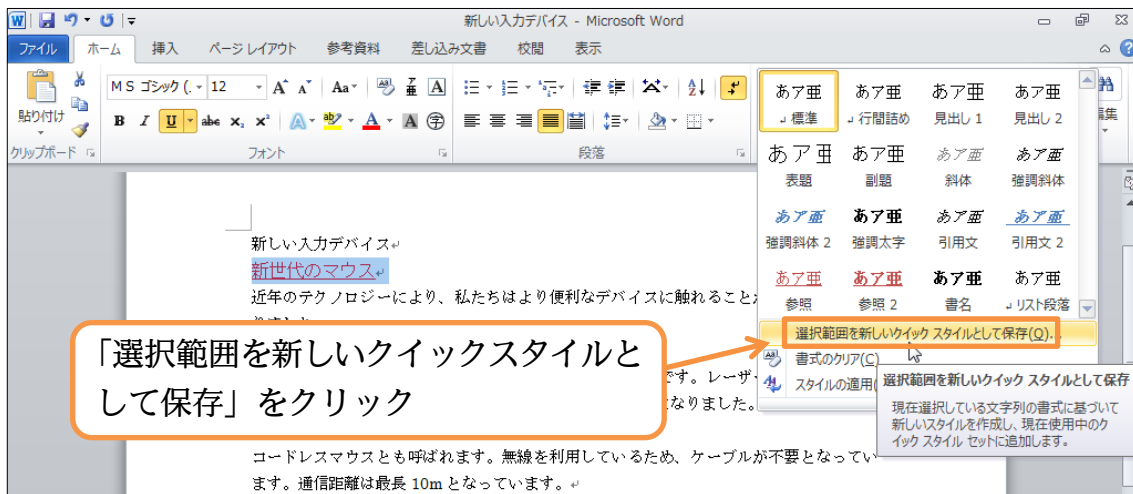 新しい入力デバイス - Microsoft Word
ファイル ホーム 挿入 ページ レイアウト 参考資料 差し込み文書 校閲 表示
ＭＳ ゴシック (. 12 A A Aa A
貼り付け B I U abc x₂ x² A ab A A 字
クリップボード フォント 段落
あア亜 あア亜 あア亜 あア亜
↲ 標準 ↲ 行間詰め 見出し 1 見出し 2
あア亜 あア亜 あア亜 あア亜
表題 副題 斜体 強調斜体
あア亜 あア亜 あア亜 あア亜
強調斜体 2 強調太字 引用文 引用文 2
あア亜 あア亜 あア亜 あア亜
参照 参照 2 書名 ↲ リスト段落
選択範囲を新しいクイック スタイルとして保存(Q)...
書式のクリア(C)
スタイルの適用(
選択範囲を新しいクイック スタイルとして保存
現在選択している文字列の書式に基づいて
新しいスタイルを作成し、現在使用中のク
イック スタイル セットに追加します。
新しい入力デバイス↵
新世代のマウス↵
近年のテクノロジーにより、私たちはより便利なデバイスに触れること
「選択範囲を新しいクイックスタイルと
して保存」をクリック
です。レーザ
なりました。
コードレスマウスとも呼ばれます。無線を利用しているため、ケーブルが不要となってい
ます。通信距離は最長 10m となっています。↵